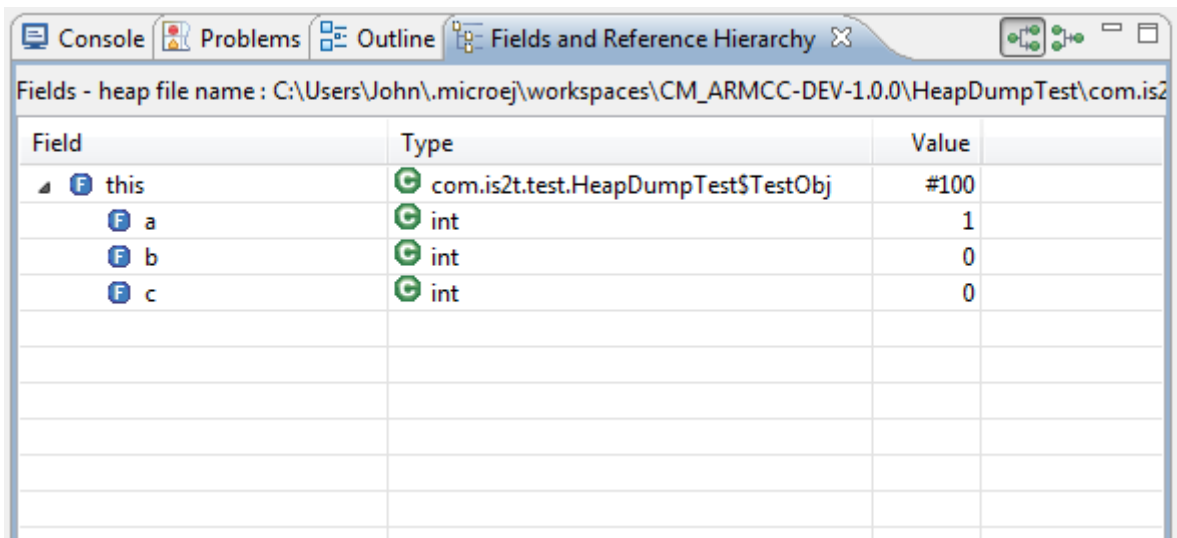 Console Problems Outline Fields and Reference Hierarchy
Fields - heap file name : C:\Users\John\.microej\workspaces\CM_ARMCC-DEV-1.0.0\HeapDumpTest\com.is2
Field Type Value
F this C com.is2t.test.HeapDumpTest$TestObj #100
F a C int 1
F b C int 0
F c C int 0